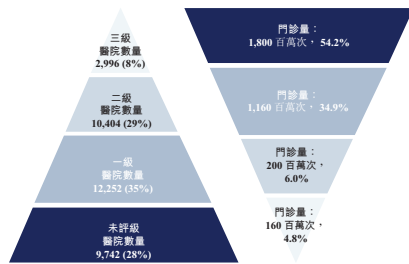 三級
醫院數量
2,996 (8%)
二級
醫院數量
10,404 (29%)
一級
醫院數量
12,252 (35%)
未評級
醫院數量
9,742 (28%)
門診量：
1,800 百萬次， 54.2%
門診量：
1,160 百萬次， 34.9%
門診量：
200 百萬次，
6.0%
門診量：
160 百萬次，
4.8%